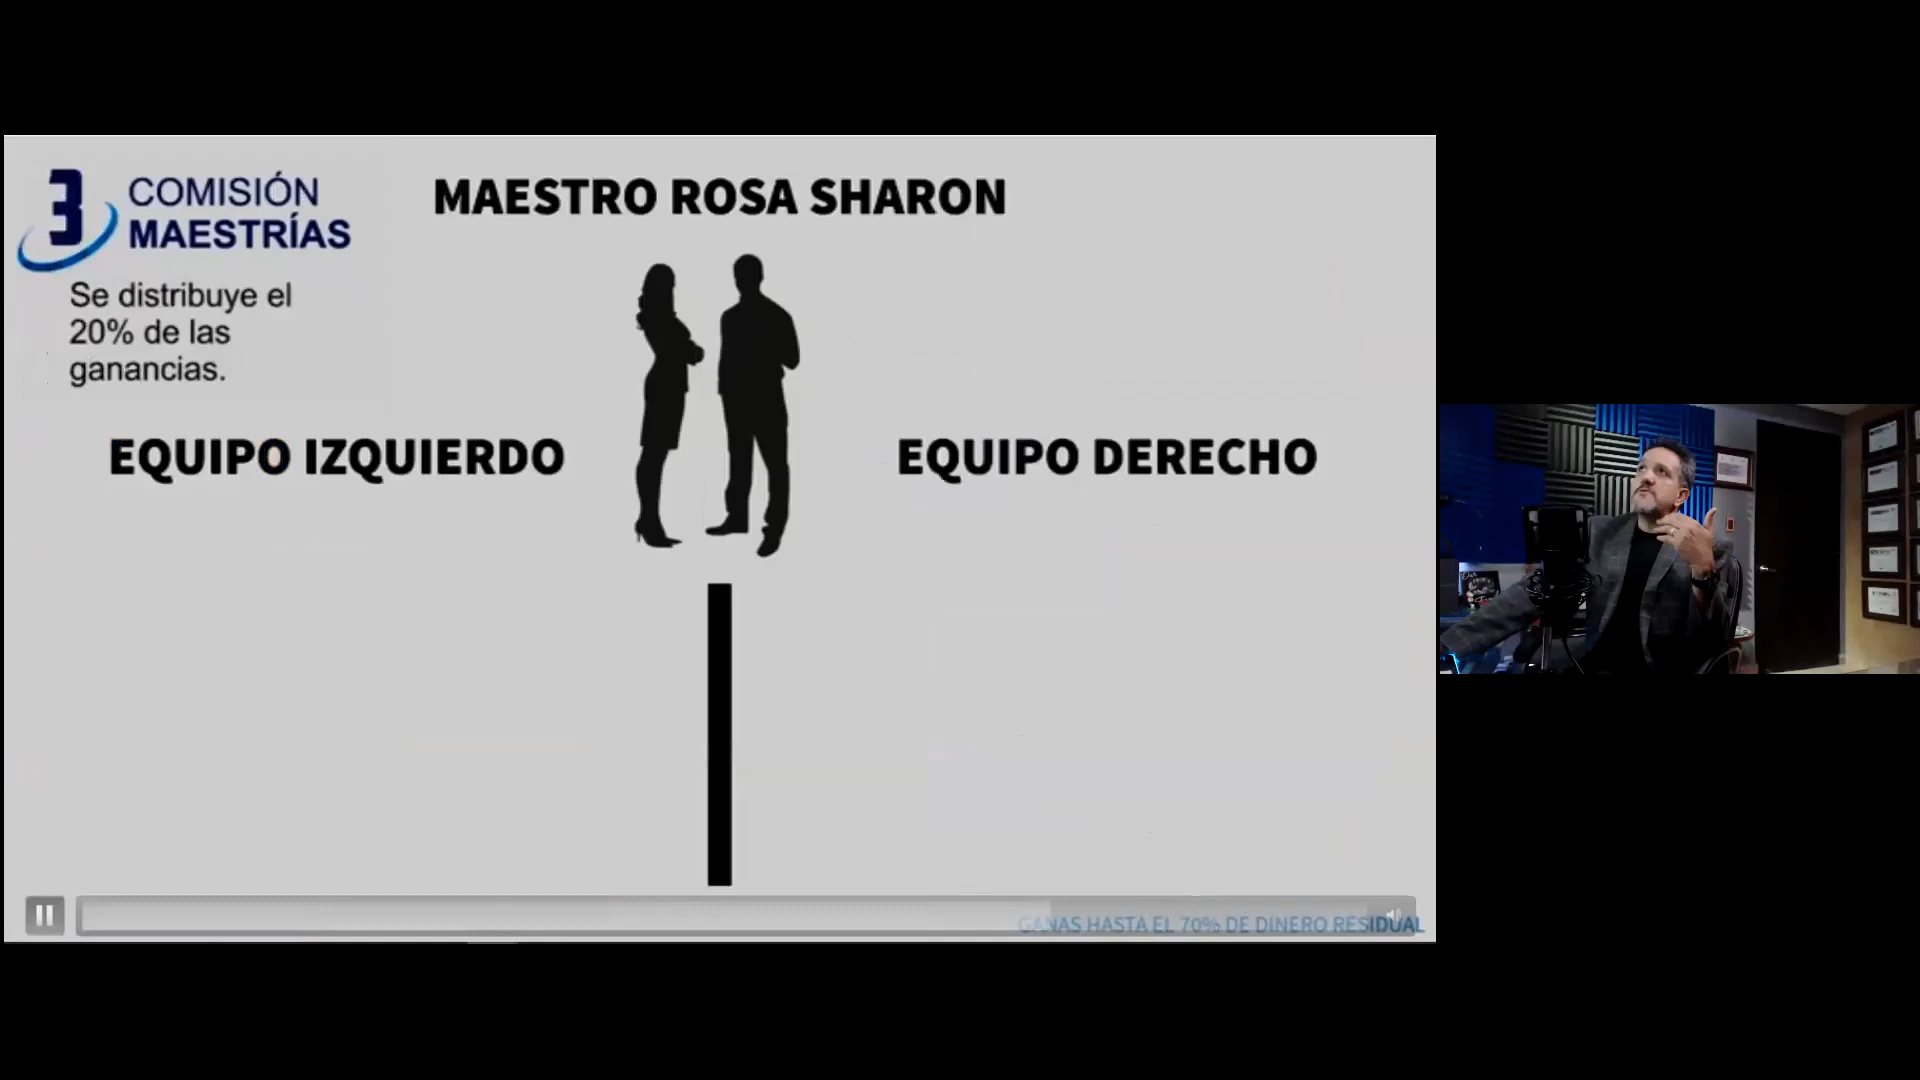 3 COMISIÓN
MAESTRÍAS
MAESTRO ROSA SHARON
Se distribuye el
20% de las
ganancias.
EQUIPO IZQUIERDO
EQUIPO DERECHO
GANAS HASTA EL 70% DE DINERO RESIDUAL